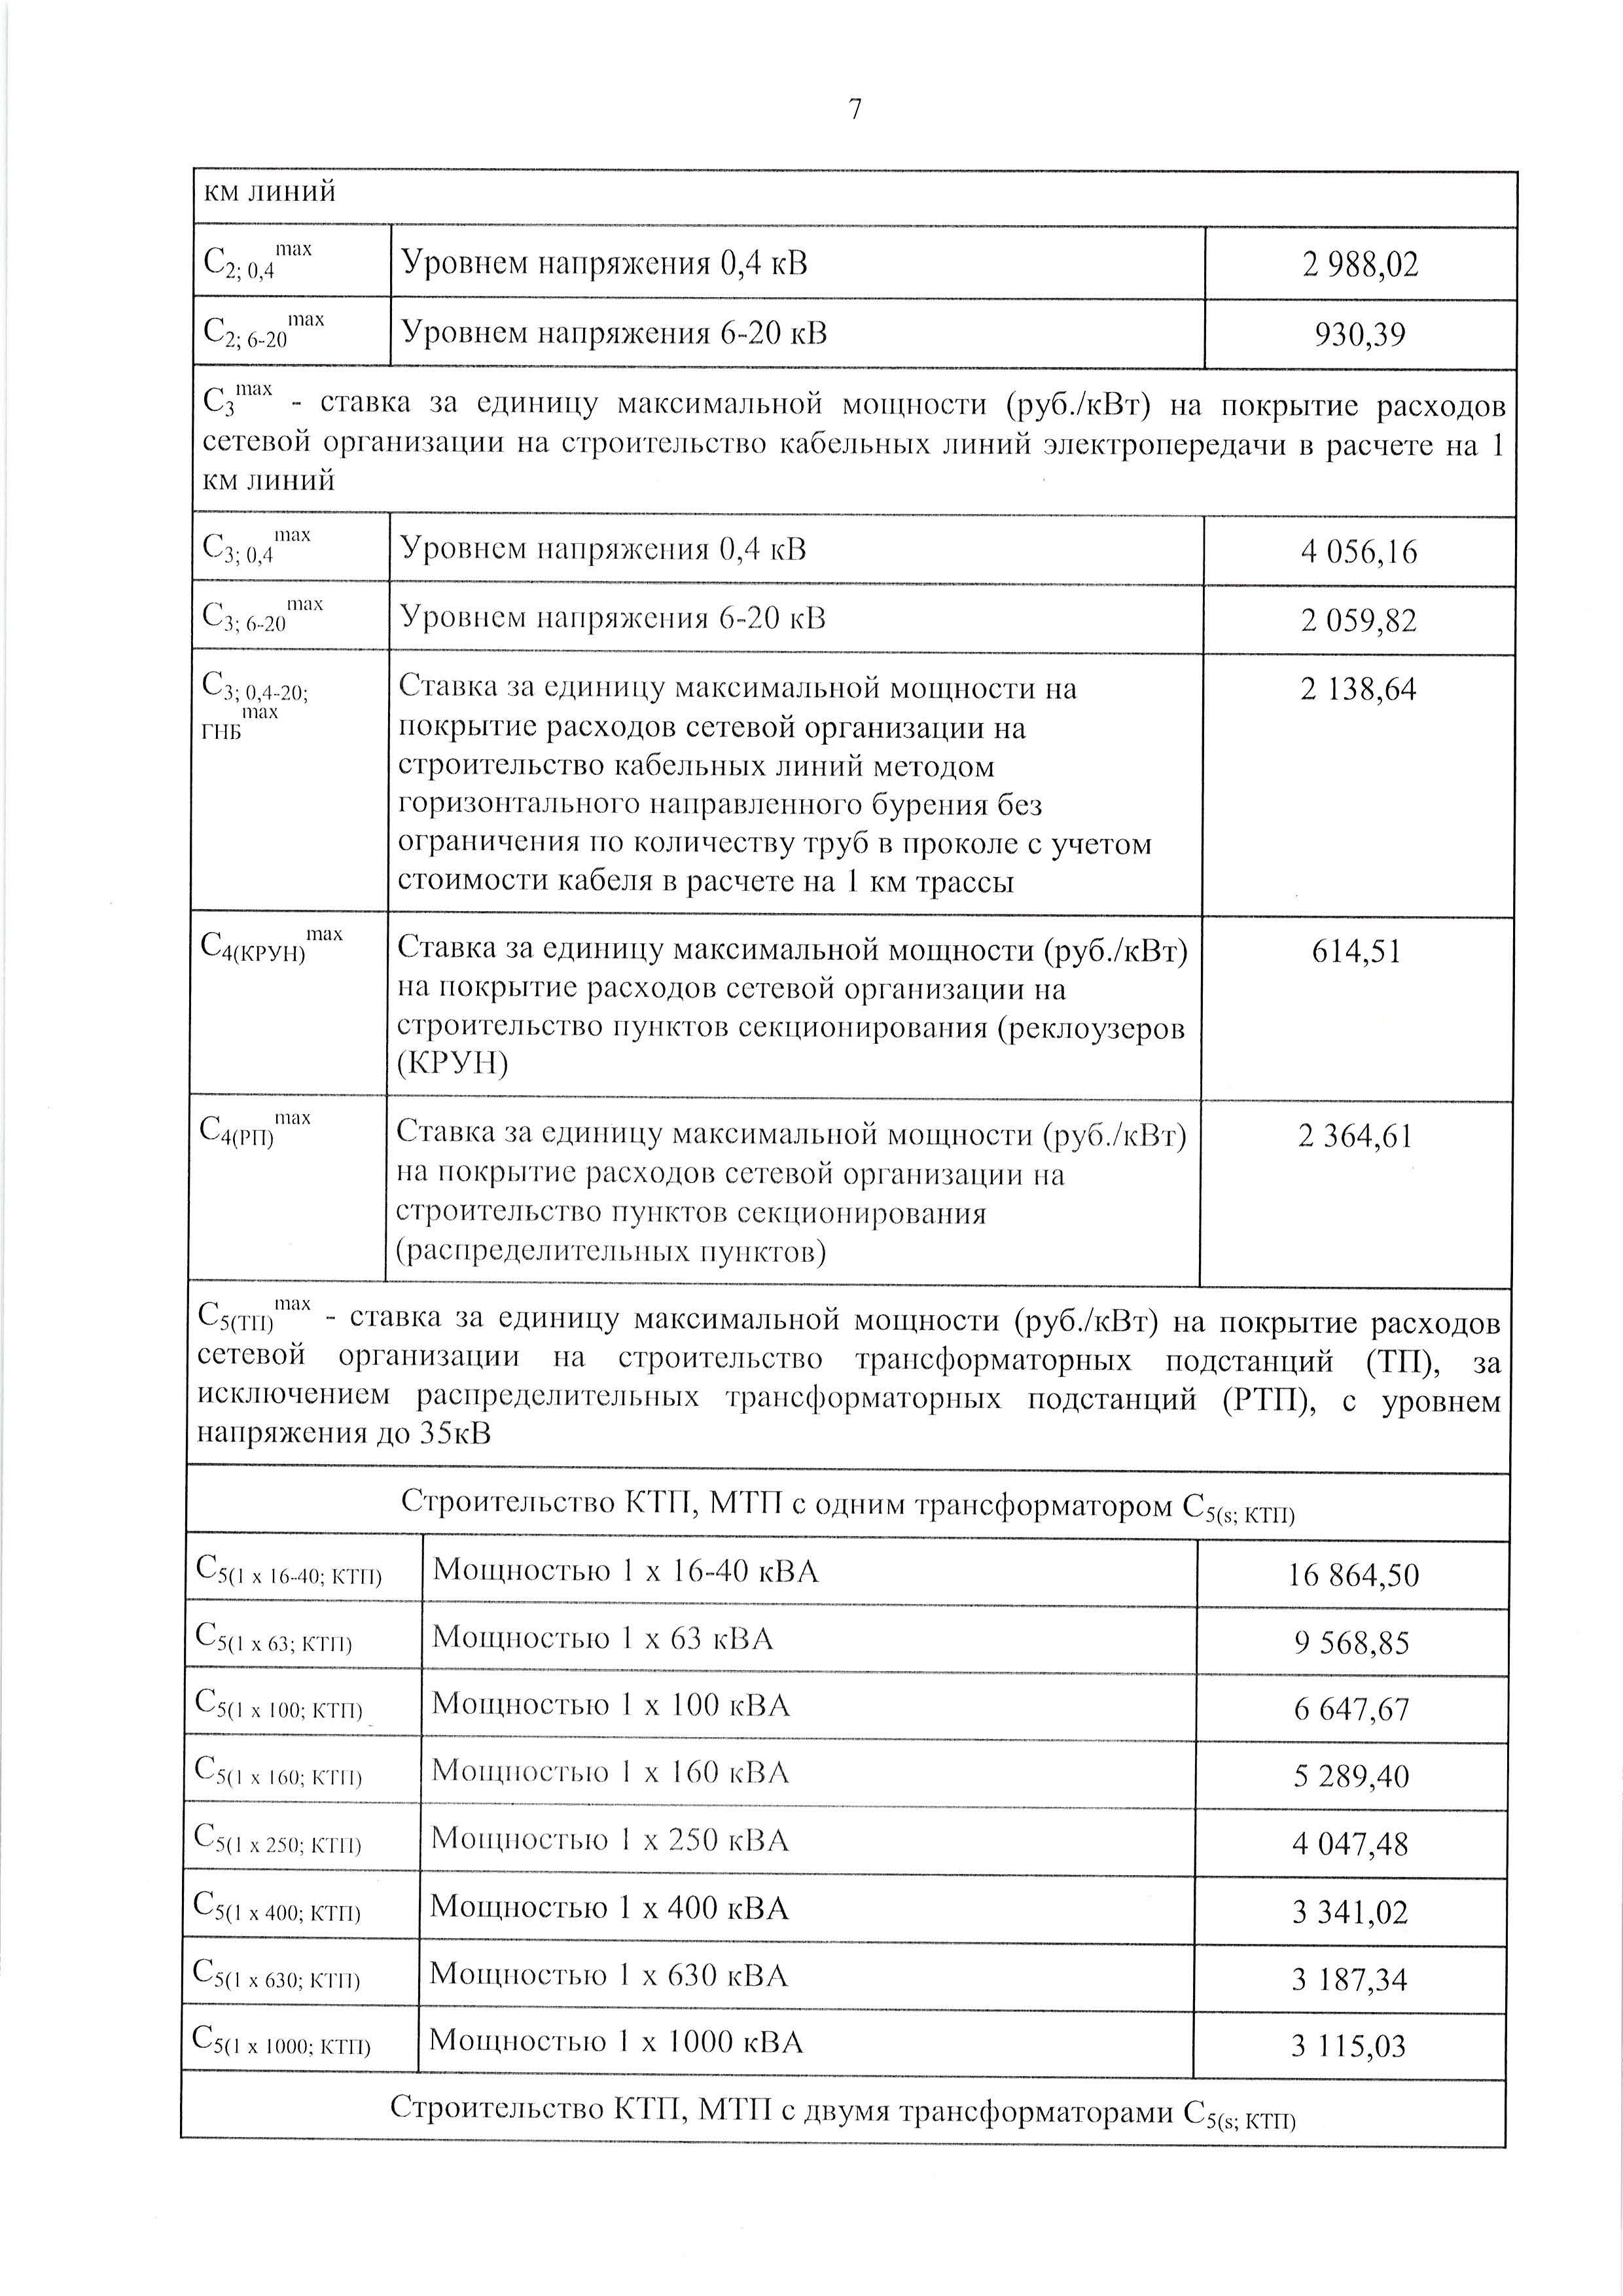 7
км линий
C2; 0,4 max Уровнем напряжения 0,4 кВ 2 988,02
C2; 6-20 max Уровнем напряжения 6-20 кВ 930,39
C3 max - ставка за единицу максимальной мощности (руб./кВт) на покрытие расходов
сетевой организации на строительство кабельных линий электропередачи в расчете на 1
км линий
C3; 0,4 max Уровнем напряжения 0,4 кВ 4 056,16
C3; 6-20 max Уровнем напряжения 6-20 кВ 2 059,82
C3; 0,4-20; ГНБ max Ставка за единицу максимальной мощности на 2 138,64
покрытие расходов сетевой организации на
строительство кабельных линий методом
горизонтального направленного бурения без
ограничения по количеству труб в проколе с учетом
стоимости кабеля в расчете на 1 км трассы
C4(КРУН) max Ставка за единицу максимальной мощности (руб./кВт) 614,51
на покрытие расходов сетевой организации на
строительство пунктов секционирования (реклоузеров
(КРУН)
C4(РП) max Ставка за единицу максимальной мощности (руб./кВт) 2 364,61
на покрытие расходов сетевой организации на
строительство пунктов секционирования
(распределительных пунктов)
C5(ТП) max - ставка за единицу максимальной мощности (руб./кВт) на покрытие расходов
сетевой организации на строительство трансформаторных подстанций (ТП), за
исключением распределительных трансформаторных подстанций (РТП), с уровнем
напряжения до 35кВ
Строительство КТП, МТП с одним трансформатором C5(s; КТП)
C5(1 x 16-40; КТП) Мощностью 1 x 16-40 кВА 16 864,50
C5(1 x 63; КТП) Мощностью 1 x 63 кВА 9 568,85
C5(1 x 100; КТП) Мощностью 1 x 100 кВА 6 647,67
C5(1 x 160; КТП) Мощностью 1 x 160 кВА 5 289,40
C5(1 x 250; КТП) Мощностью 1 x 250 кВА 4 047,48
C5(1 x 400; КТП) Мощностью 1 x 400 кВА 3 341,02
C5(1 x 630; КТП) Мощностью 1 x 630 кВА 3 187,34
C5(1 x 1000; КТП) Мощностью 1 x 1000 кВА 3 115,03
Строительство КТП, МТП с двумя трансформаторами C5(s; КТП)